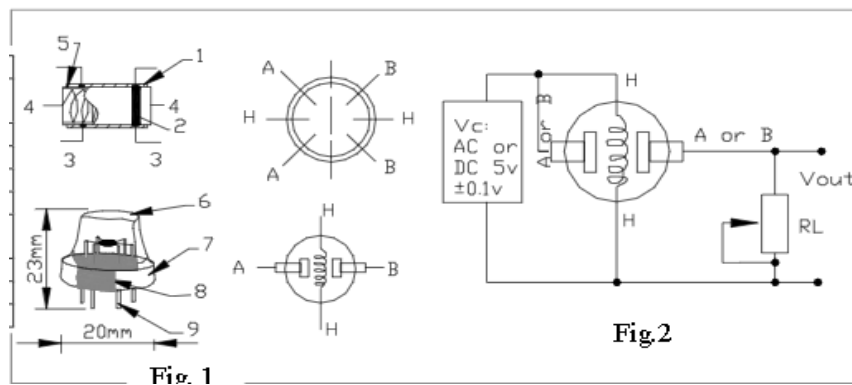 5
1
A
B
4
4
H
H
2
A
B
3
3
6
23mm
7
8
9
20mm
A
H
B
H
Fig. 1
Vc:
AC or
DC 5v
±0.1v
A or B
H
H
A or B
Vout
RL
Fig.2